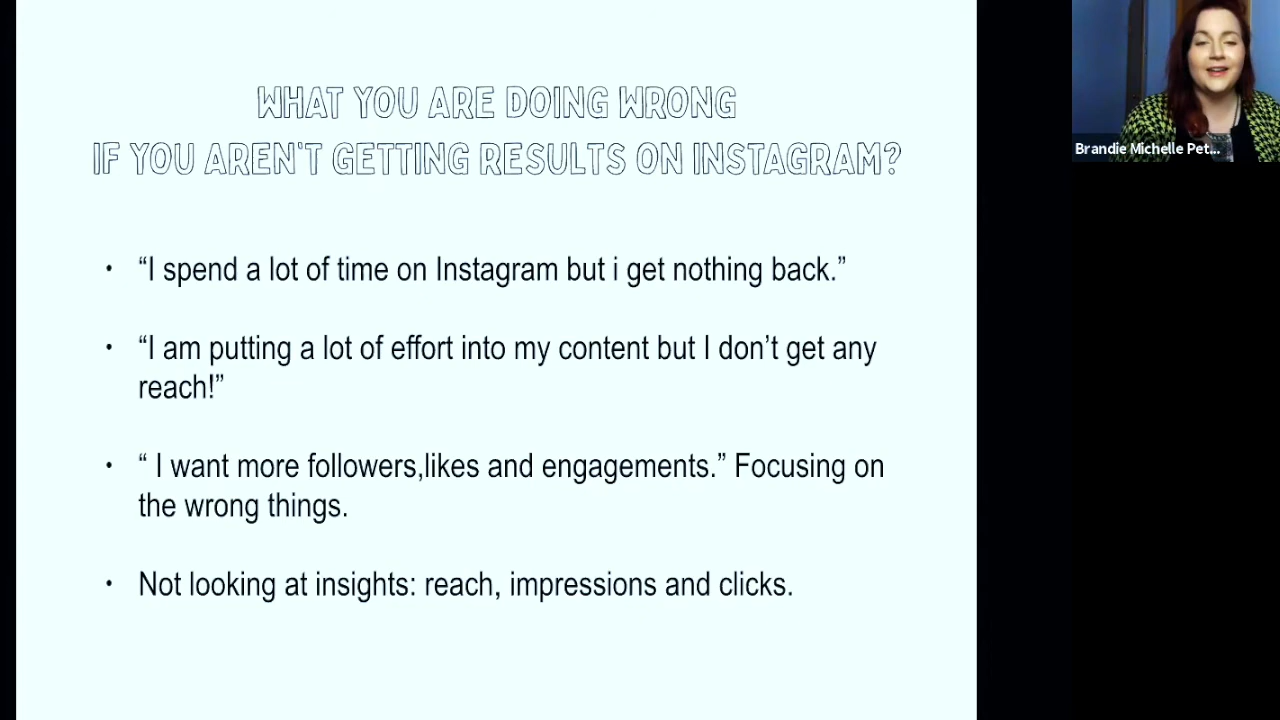 WHAT YOU ARE DOING WRONG
IF YOU AREN'T GETTING RESULTS ON INSTAGRAM?
• “I spend a lot of time on Instagram but i get nothing back.”
• “I am putting a lot of effort into my content but I don’t get any
reach!”
• “ I want more followers,likes and engagements.” Focusing on
the wrong things.
• Not looking at insights: reach, impressions and clicks.
Brandie Michelle Pet...